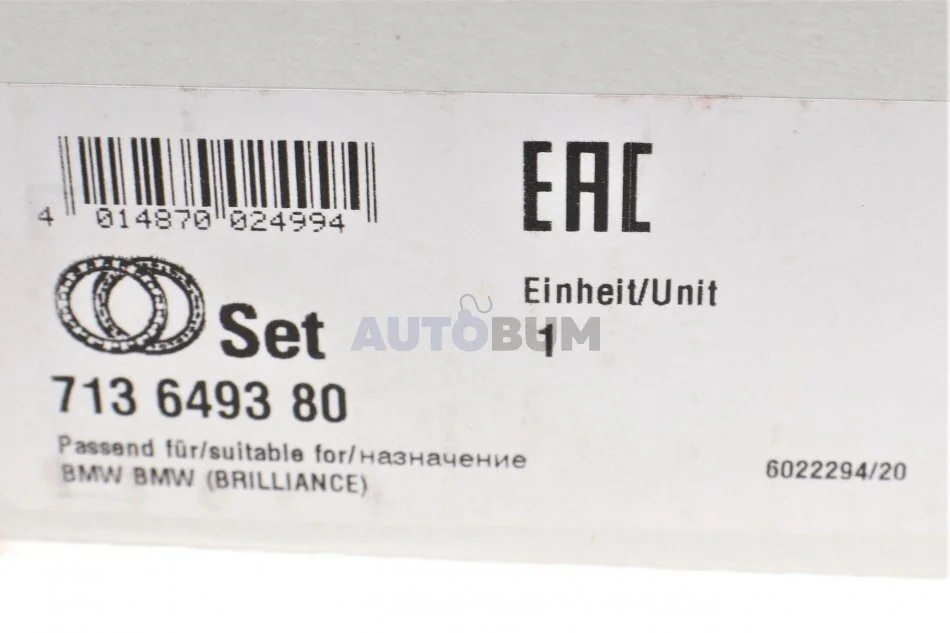 4 014870 024994
EAC
Set
Einheit/Unit
1
AUTOBUM
713 6493 80
Passend für/suitable for/назначение
BMW BMW (BRILLIANCE)
6022294/20